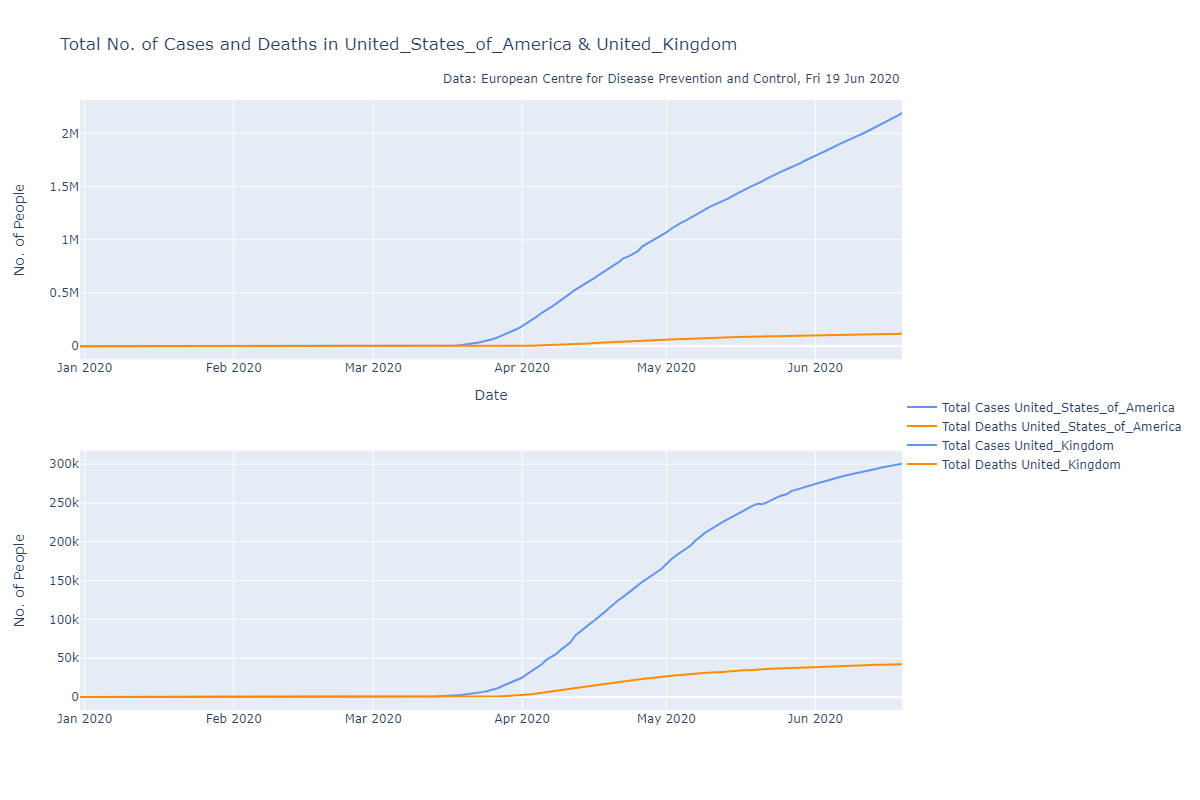 Total No. of Cases and Deaths in United_States_of_America & United_Kingdom
Data: European Centre for Disease Prevention and Control, Fri 19 Jun 2020
No. of People
2M
1.5M
1M
0.5M
0
Jan 2020 Feb 2020 Mar 2020 Apr 2020 May 2020 Jun 2020
Date
Total Cases United_States_of_America
Total Deaths United_States_of_America
Total Cases United_Kingdom
Total Deaths United_Kingdom
No. of People
300k
250k
200k
150k
100k
50k
0
Jan 2020 Feb 2020 Mar 2020 Apr 2020 May 2020 Jun 2020